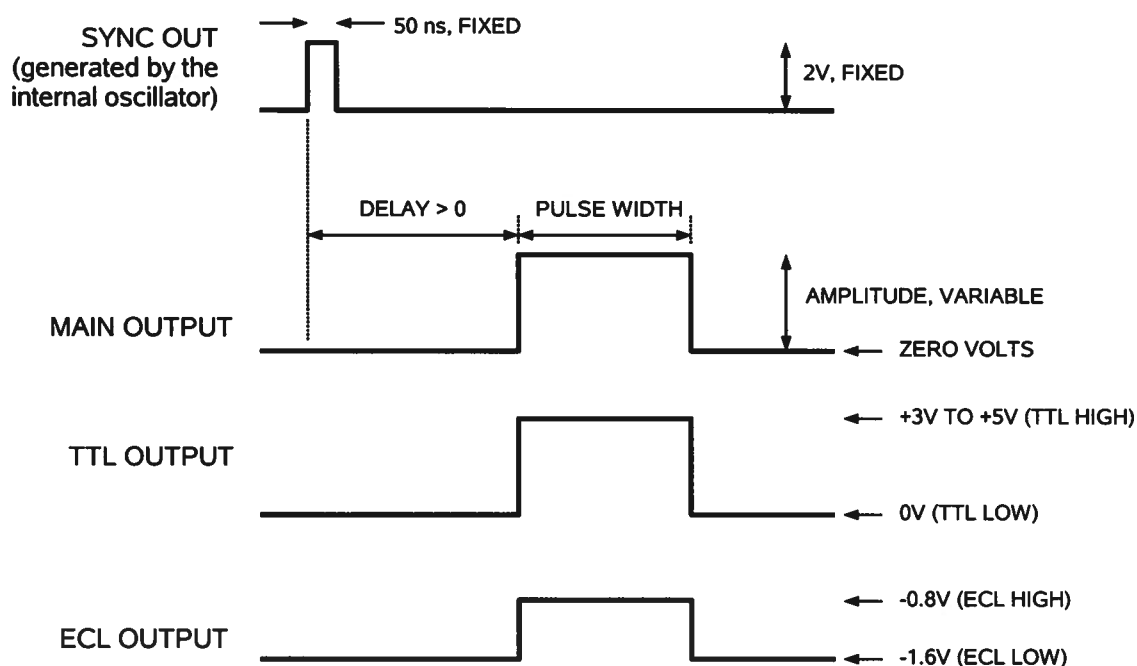 50 ns, FIXED
SYNC OUT
(generated by the
internal oscillator)
2V, FIXED
DELAY > 0
PULSE WIDTH
AMPLITUDE, VARIABLE
MAIN OUTPUT
ZERO VOLTS
+3V TO +5V (TTL HIGH)
TTL OUTPUT
0V (TTL LOW)
-0.8V (ECL HIGH)
ECL OUTPUT
-1.6V (ECL LOW)